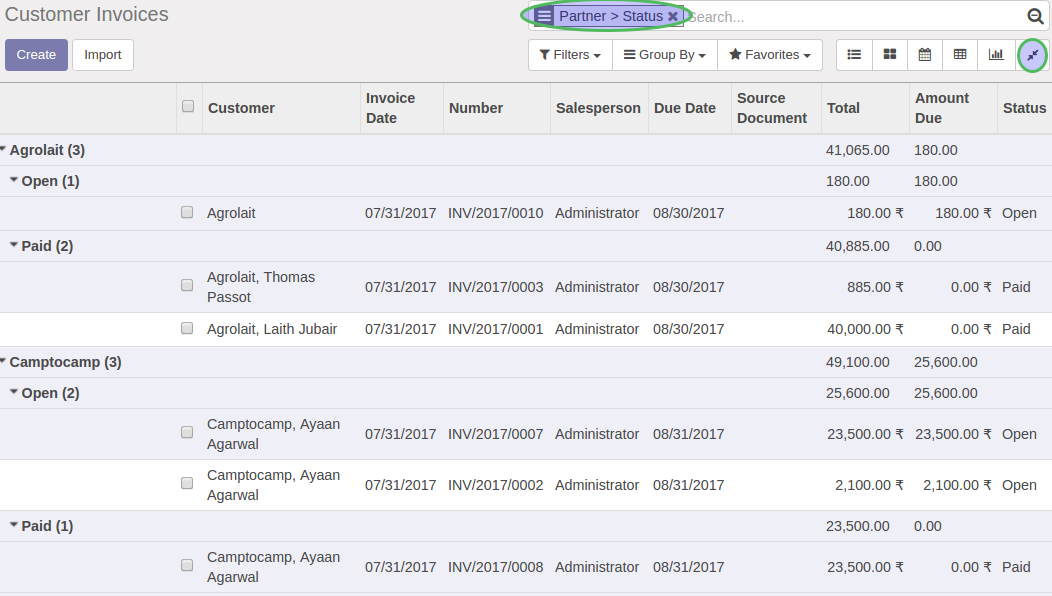 Customer Invoices
Partner > Status Search...
Create Import Filters Group By Favorites
Customer Invoice Date Number Salesperson Due Date Source Document Total Amount Due Status
Agrolait (3) 41,065.00 180.00
Open (1) 180.00 180.00
Agrolait 07/31/2017 INV/2017/0010 Administrator 08/30/2017 180.00 ₹ 180.00 ₹ Open
Paid (2) 40,885.00 0.00
Agrolait, Thomas Passot 07/31/2017 INV/2017/0003 Administrator 08/30/2017 885.00 ₹ 0.00 ₹ Paid
Agrolait, Laith Jubair 07/31/2017 INV/2017/0001 Administrator 08/30/2017 40,000.00 ₹ 0.00 ₹ Paid
Camptocamp (3) 49,100.00 25,600.00
Open (2) 25,600.00 25,600.00
Camptocamp, Ayaan Agarwal 07/31/2017 INV/2017/0007 Administrator 08/31/2017 23,500.00 ₹ 23,500.00 ₹ Open
Camptocamp, Ayaan Agarwal 07/31/2017 INV/2017/0002 Administrator 08/31/2017 2,100.00 ₹ 2,100.00 ₹ Open
Paid (1) 23,500.00 0.00
Camptocamp, Ayaan Agarwal 07/31/2017 INV/2017/0008 Administrator 08/31/2017 23,500.00 ₹ 0.00 ₹ Paid